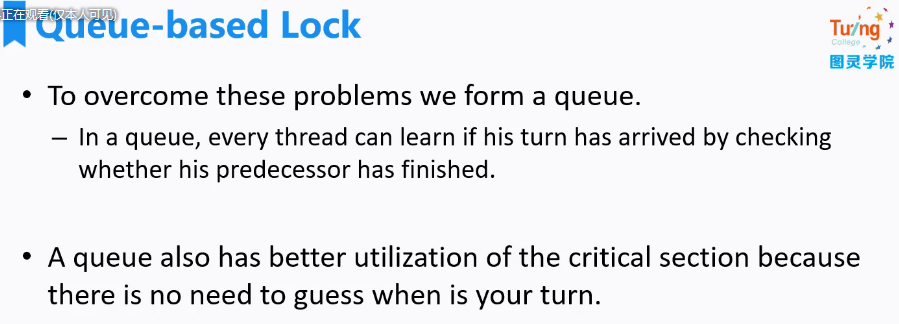 正在观看(仅本人可见)
Queue-based Lock
Tuling
College
图灵学院
• To overcome these problems we form a queue.
– In a queue, every thread can learn if his turn has arrived by checking
whether his predecessor has finished.
• A queue also has better utilization of the critical section because
there is no need to guess when is your turn.